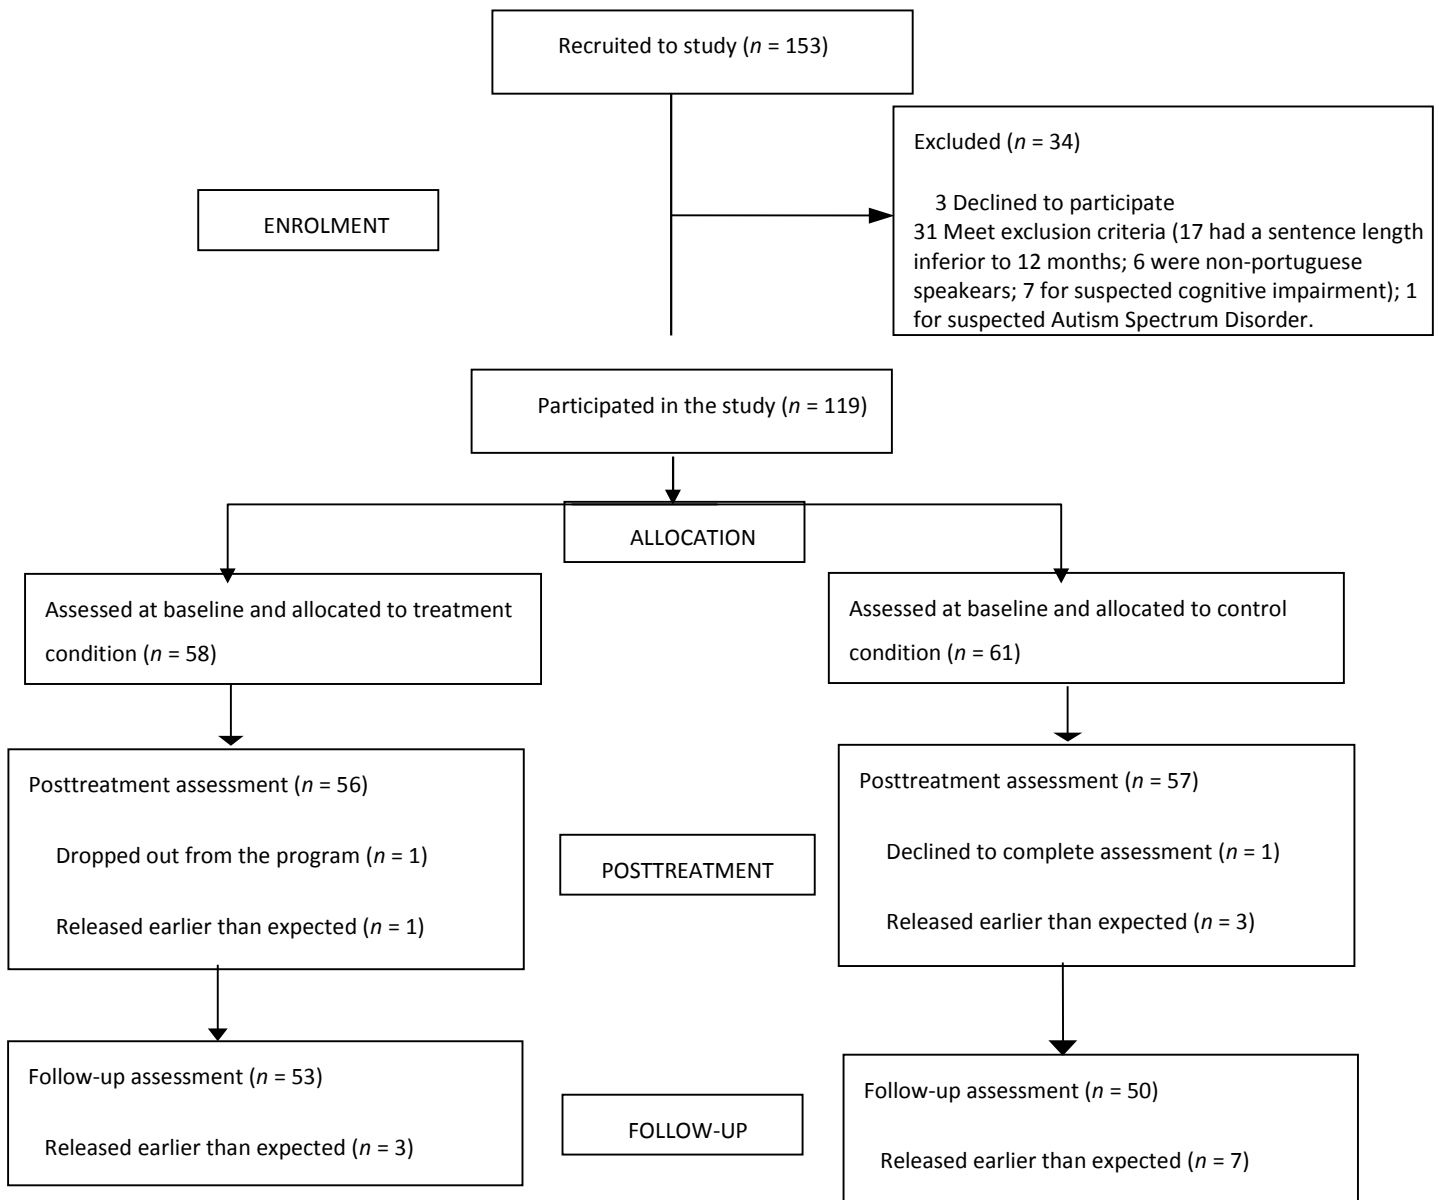 Recruited to study (n = 153)
Excluded (n = 34)
3 Declined to participate
31 Meet exclusion criteria (17 had a sentence length
inferior to 12 months; 6 were non-portuguese
speakears; 7 for suspected cognitive impairment); 1
for suspected Autism Spectrum Disorder.
ENROLMENT
Participated in the study (n = 119)
ALLOCATION
Assessed at baseline and allocated to treatment
condition (n = 58)
Assessed at baseline and allocated to control
condition (n = 61)
Posttreatment assessment (n = 56)
Dropped out from the program (n = 1)
Released earlier than expected (n = 1)
POSTTREATMENT
Posttreatment assessment (n = 57)
Declined to complete assessment (n = 1)
Released earlier than expected (n = 3)
Follow-up assessment (n = 53)
Released earlier than expected (n = 3)
FOLLOW-UP
Follow-up assessment (n = 50)
Released earlier than expected (n = 7)